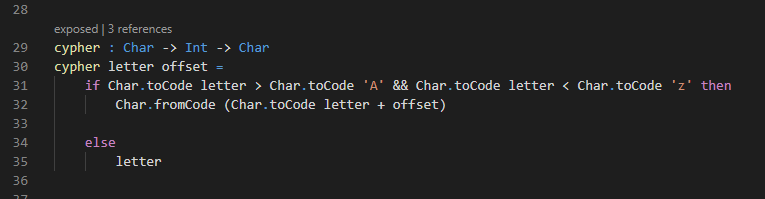 28
exposed | 3 references
29 cypher : Char -> Int -> Char
30 cypher letter offset =
31     if Char.toCode letter > Char.toCode 'A' && Char.toCode letter < Char.toCode 'z' then
32         Char.fromCode (Char.toCode letter + offset)
33
34     else
35         letter
36
37